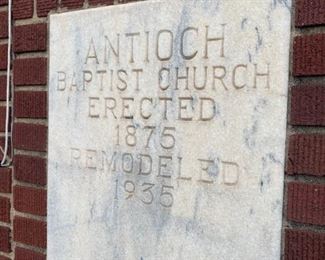 ANTIOCH
BAPTIST CHURCH
ERECTED
1875
REMODELED
1935